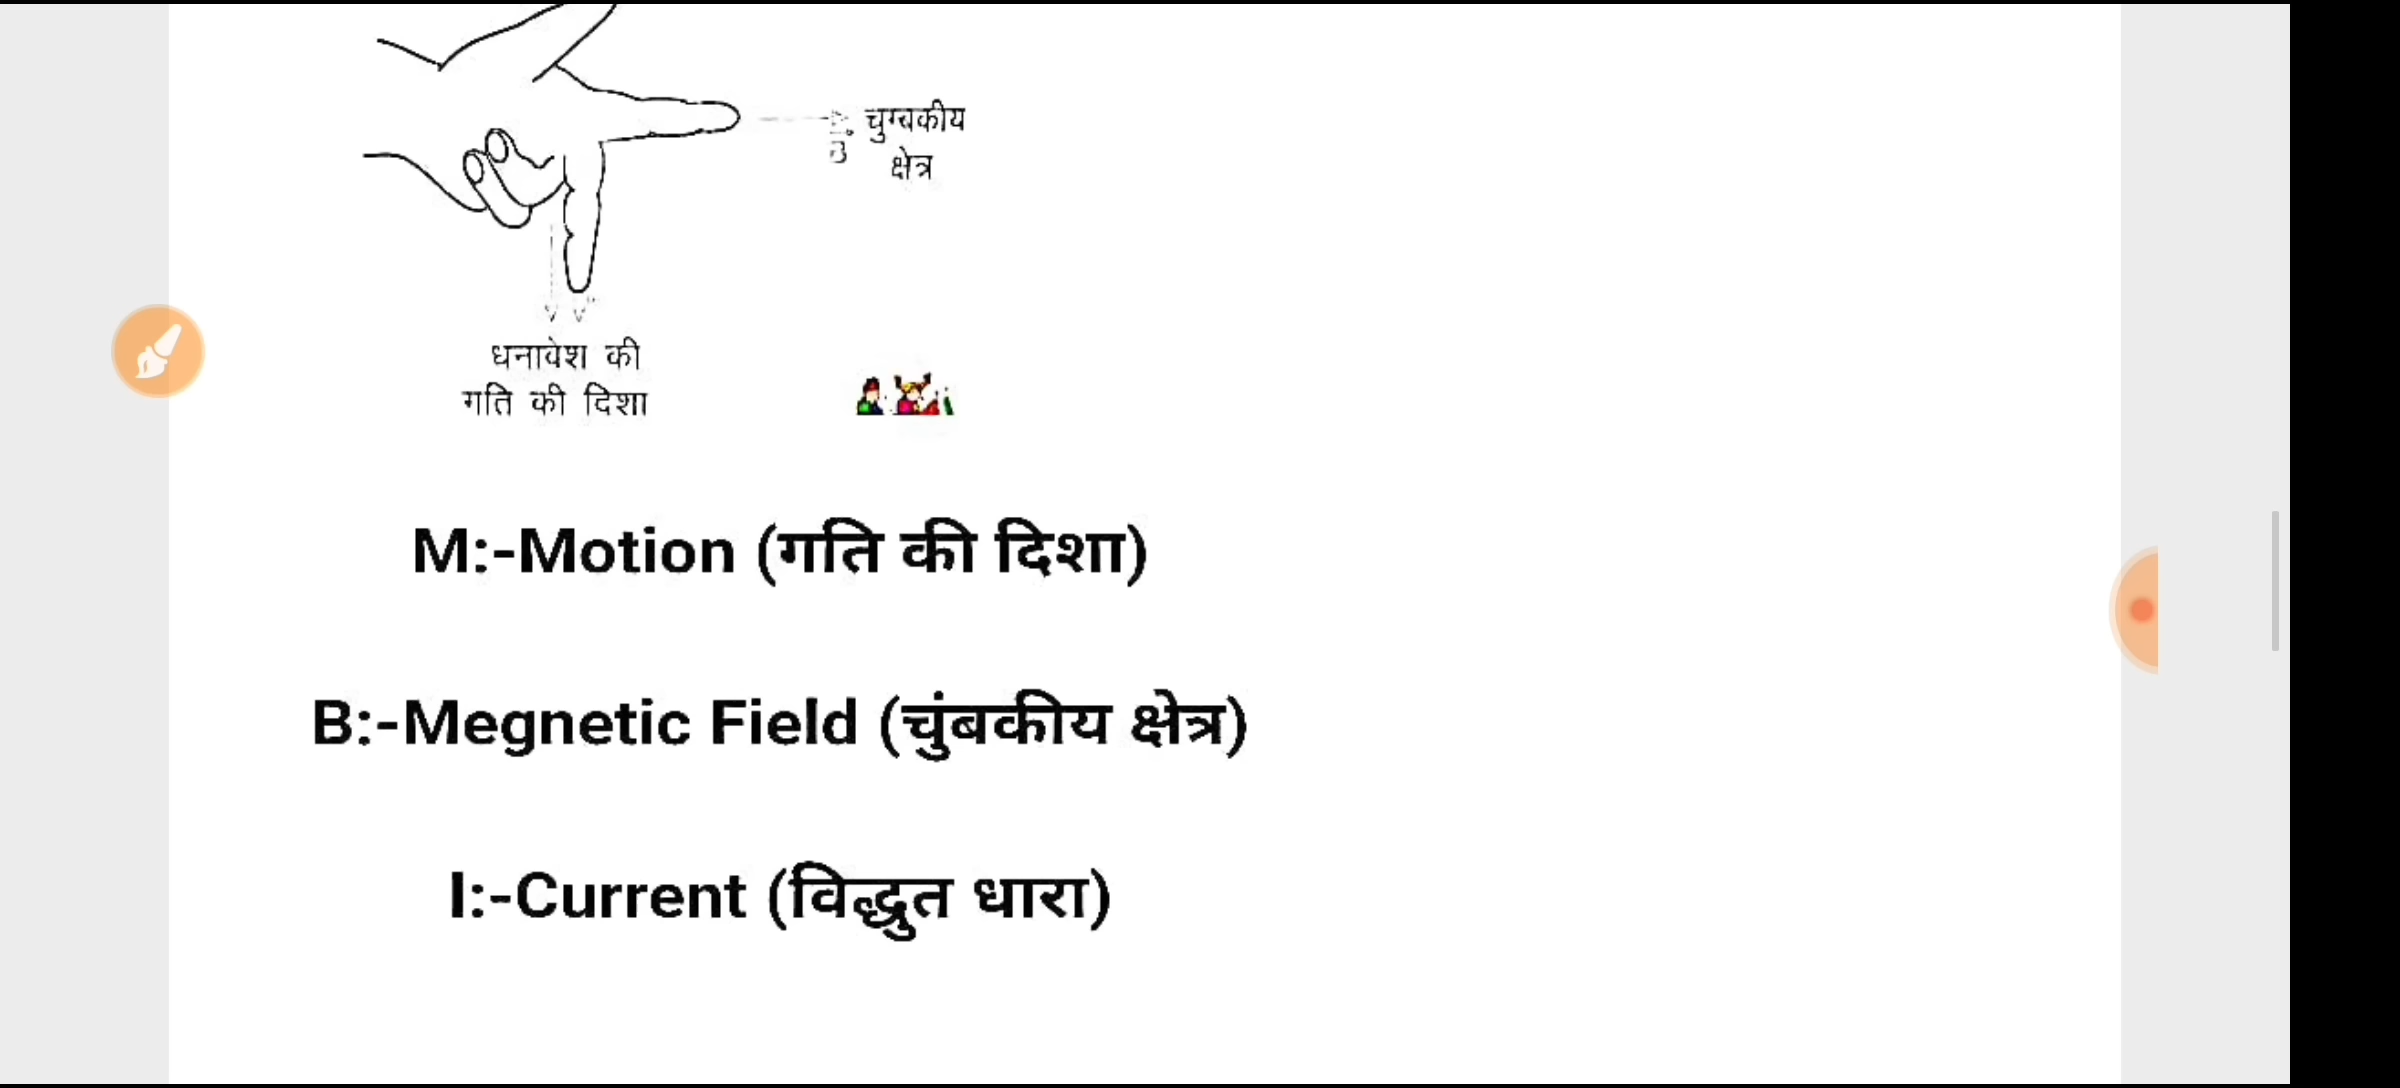 चुम्बकीय
B
क्षेत्र
v
धनावेश की
गति की दिशा
M:-Motion (गति की दिशा)
B:-Megnetic Field (चुंबकीय क्षेत्र)
I:-Current (विद्धुत धारा)